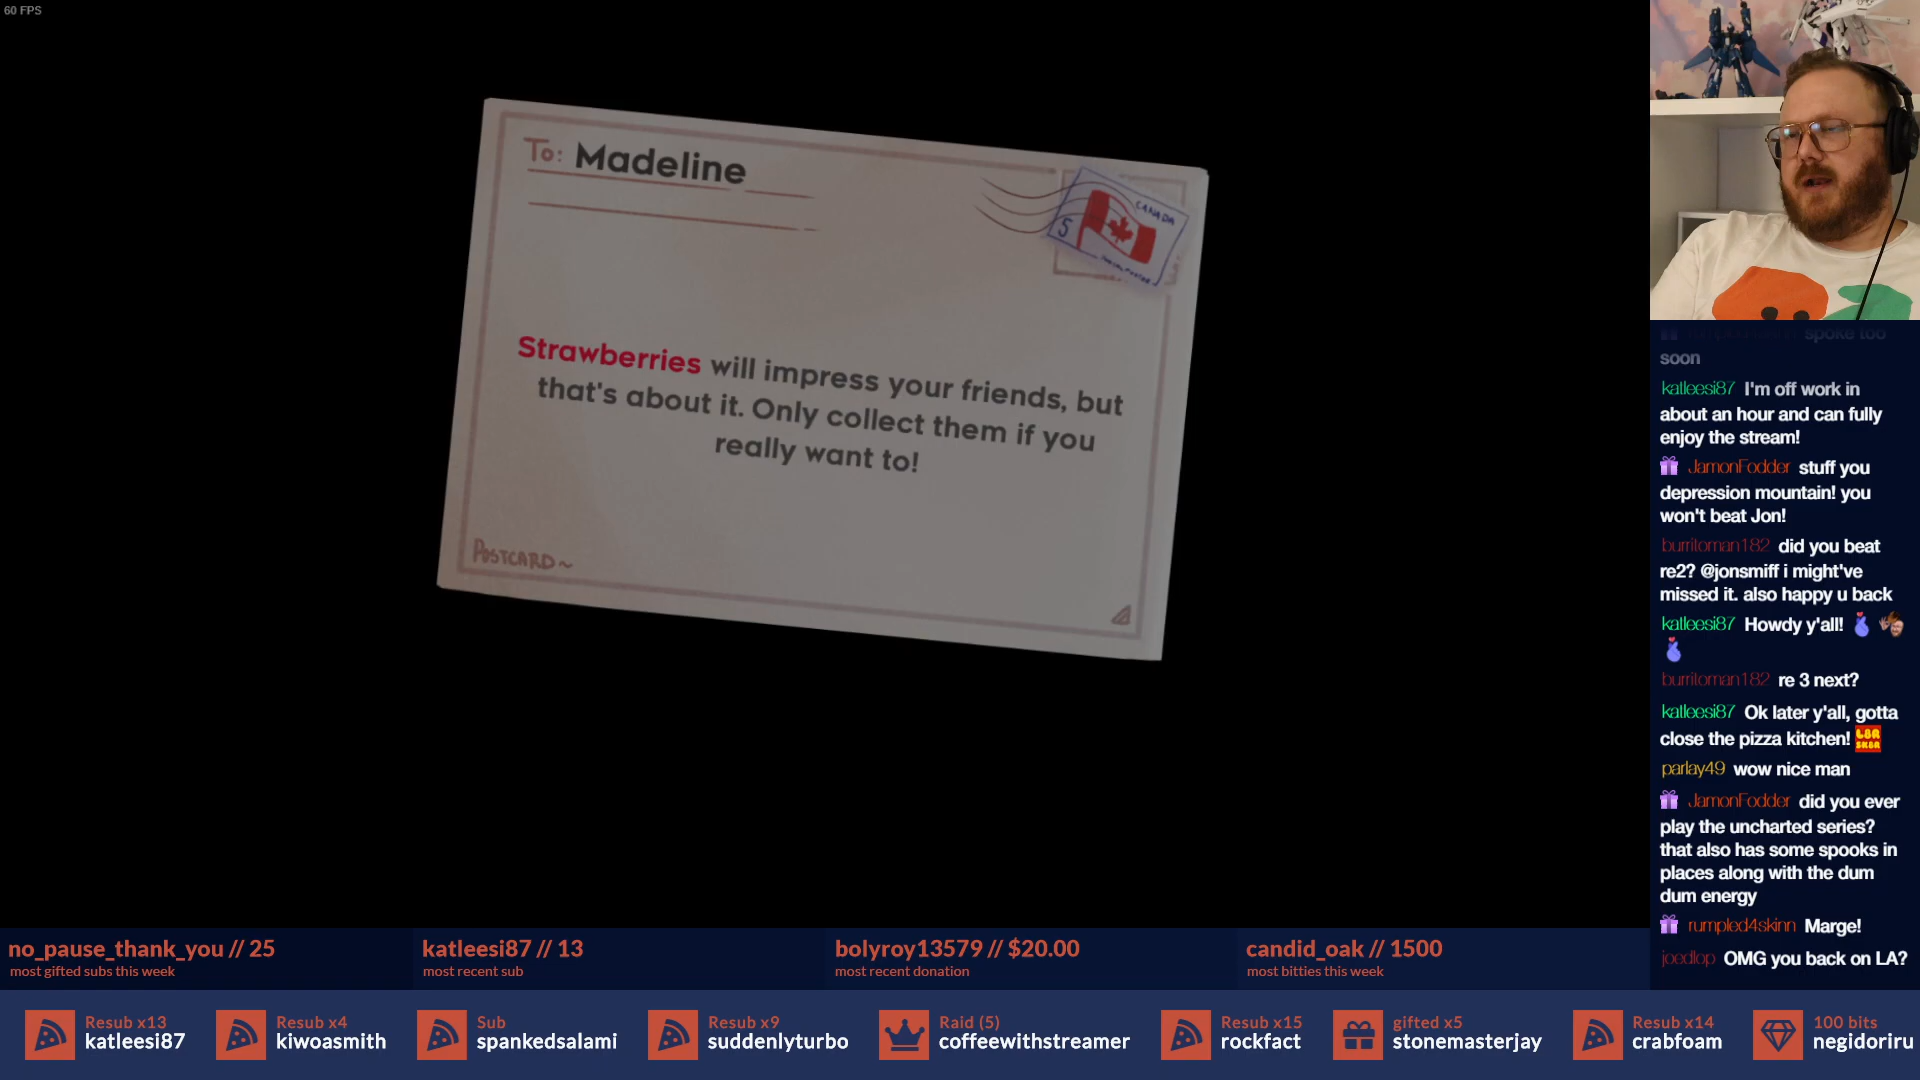 60 FPS
To: Madeline
CANADA
5
Strawberries will impress your friends, but
that's about it. Only collect them if you
really want to!
POSTCARD~
spoke too
soon
katleesi87 I'm off work in
about an hour and can fully
enjoy the stream!
JamonFodder stuff you
depression mountain! you
won't beat Jon!
burritoman182 did you beat
re2? @jonsmiff i might've
missed it. also happy u back
katleesi87 Howdy y'all!
burritoman182 re 3 next?
katleesi87 Ok later y'all, gotta
close the pizza kitchen!
parlay49 wow nice man
JamonFodder did you ever
play the uncharted series?
that also has some spooks in
places along with the dum
dum energy
rumpled4skinn Marge!
joedlop OMG you back on LA?
no_pause_thank_you // 25
most gifted subs this week
katleesi87 // 13
most recent sub
bolyroy13579 // $20.00
most recent donation
candid_oak // 1500
most bitties this week
Resub x13
katleesi87
Resub x4
kiwoasmith
Sub
spankedsalami
Resub x9
suddenlyturbo
Raid (5)
coffeewithstreamer
Resub x15
rockfact
gifted x5
stonemasterjay
Resub x14
crabfoam
100 bits
negidoriru